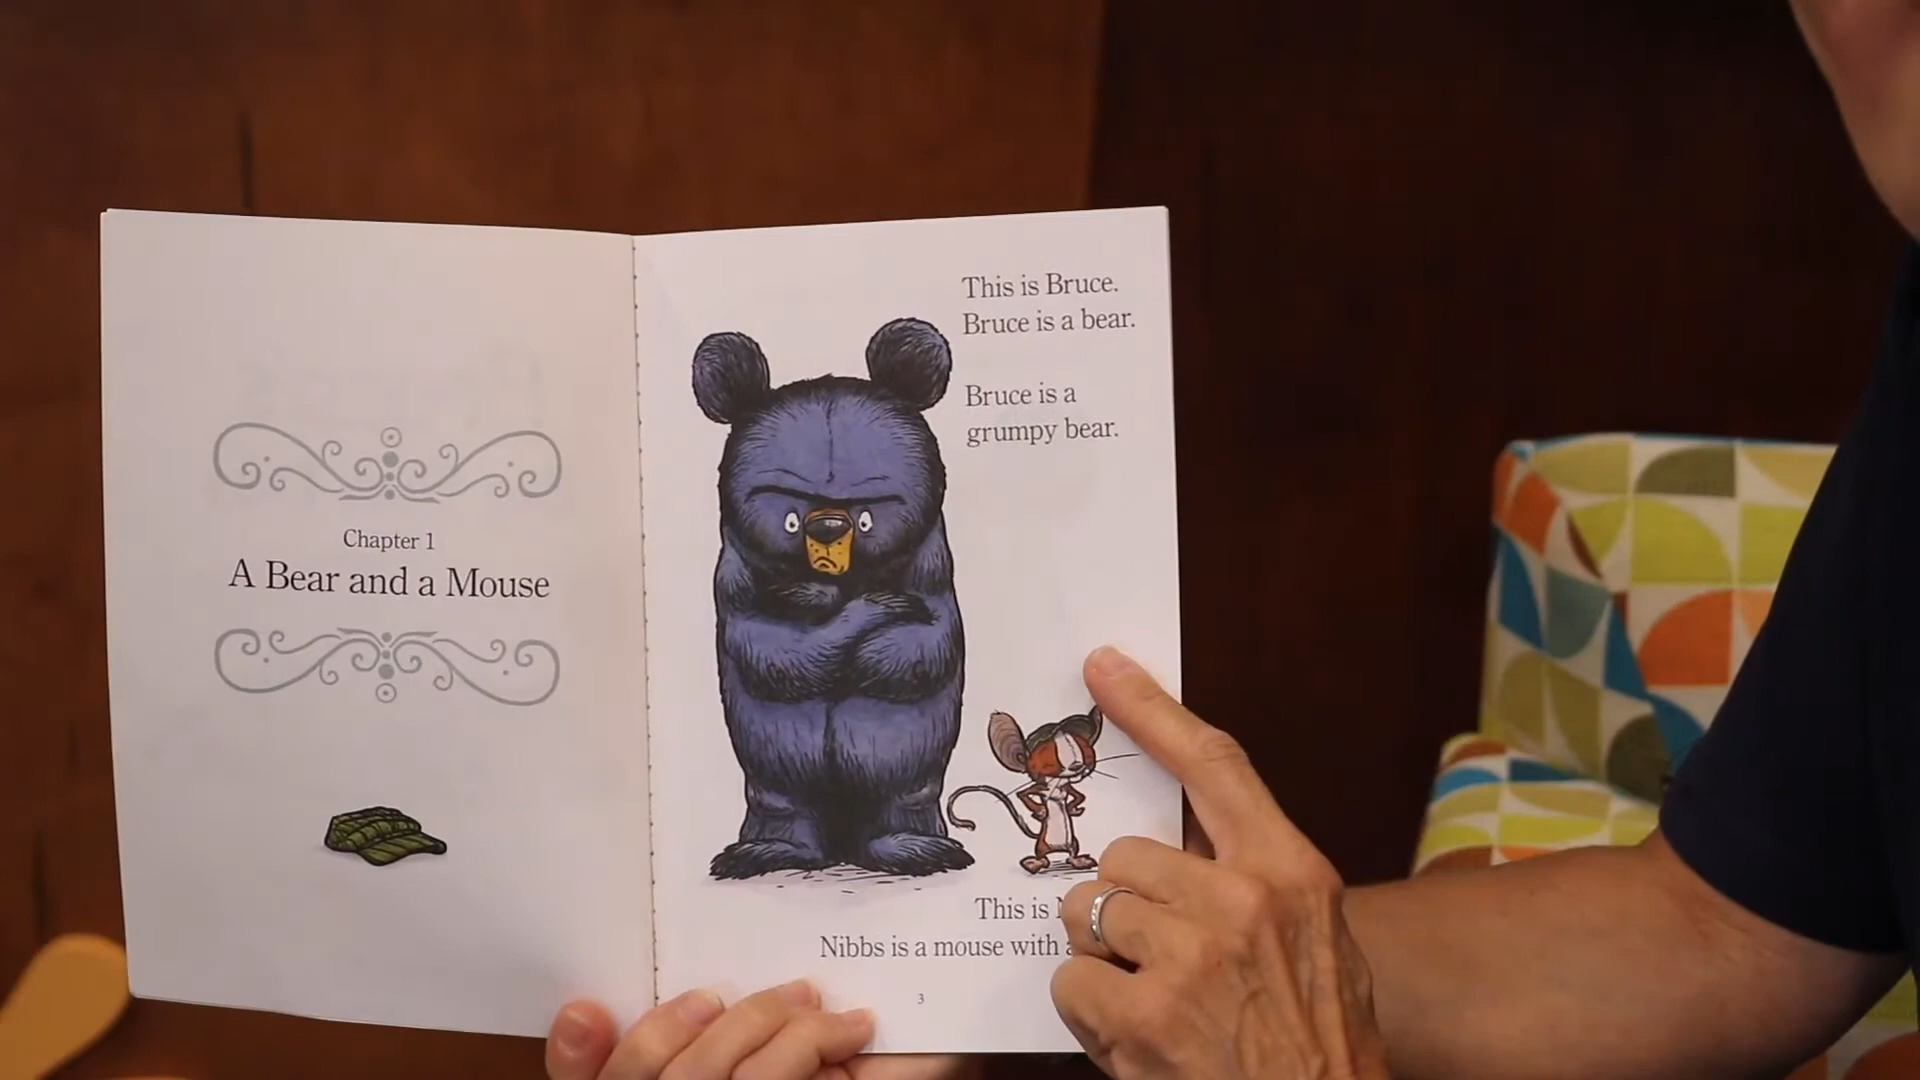 Chapter 1
A Bear and a Mouse
This is Bruce.
Bruce is a bear.
Bruce is a
grumpy bear.
This is
Nibbs is a mouse with
3